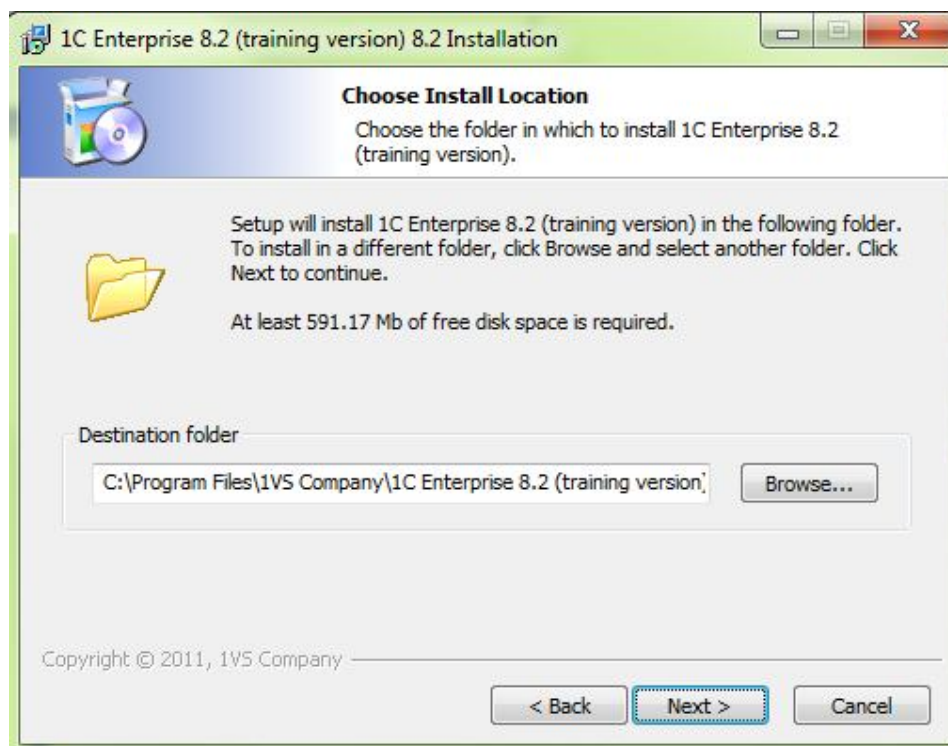 1C Enterprise 8.2 (training version) 8.2 Installation
Choose Install Location
Choose the folder in which to install 1C Enterprise 8.2
(training version).
Setup will install 1C Enterprise 8.2 (training version) in the following folder.
To install in a different folder, click Browse and select another folder. Click
Next to continue.
At least 591.17 Mb of free disk space is required.
Destination folder
C:\Program Files\1VS Company\1C Enterprise 8.2 (training version)
Browse...
Copyright © 2011, 1VS Company
< Back
Next >
Cancel